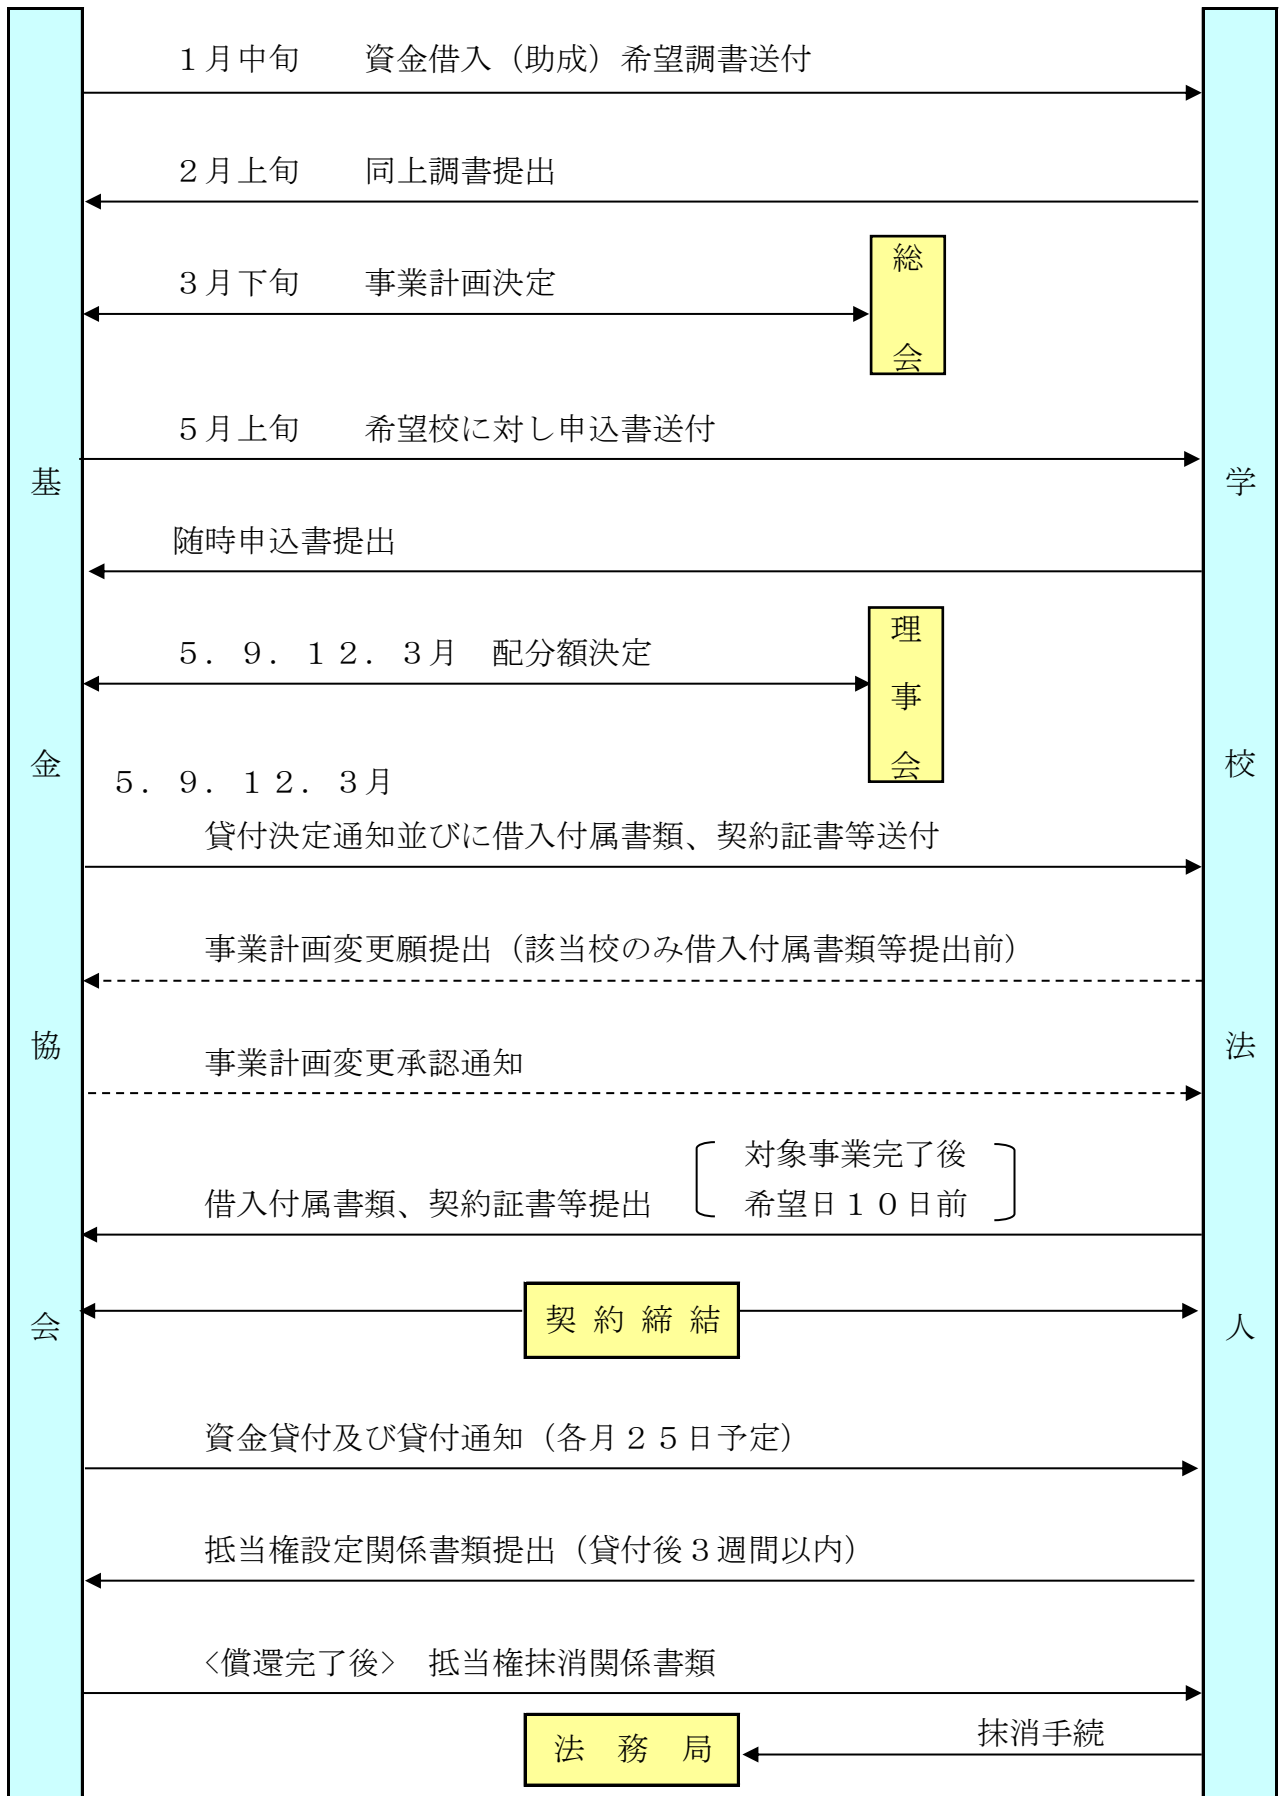 １月中旬　　資金借入（助成）希望調書送付
２月上旬　　同上調書提出
３月下旬　　事業計画決定
総会
５月上旬　　希望校に対し申込書送付
随時申込書提出
５．９．１２．３月　配分額決定
理事会
５．９．１２．３月
貸付決定通知並びに借入付属書類、契約証書等送付
事業計画変更願提出（該当校のみ借入付属書類等提出前）
事業計画変更承認通知
対象事業完了後
希望日１０日前
借入付属書類、契約証書等提出
契約締結
資金貸付及び貸付通知（各月２５日予定）
抵当権設定関係書類提出（貸付後３週間以内）
<償還完了後>　抵当権抹消関係書類
抹消手続
法務局
基金協会
学校法人